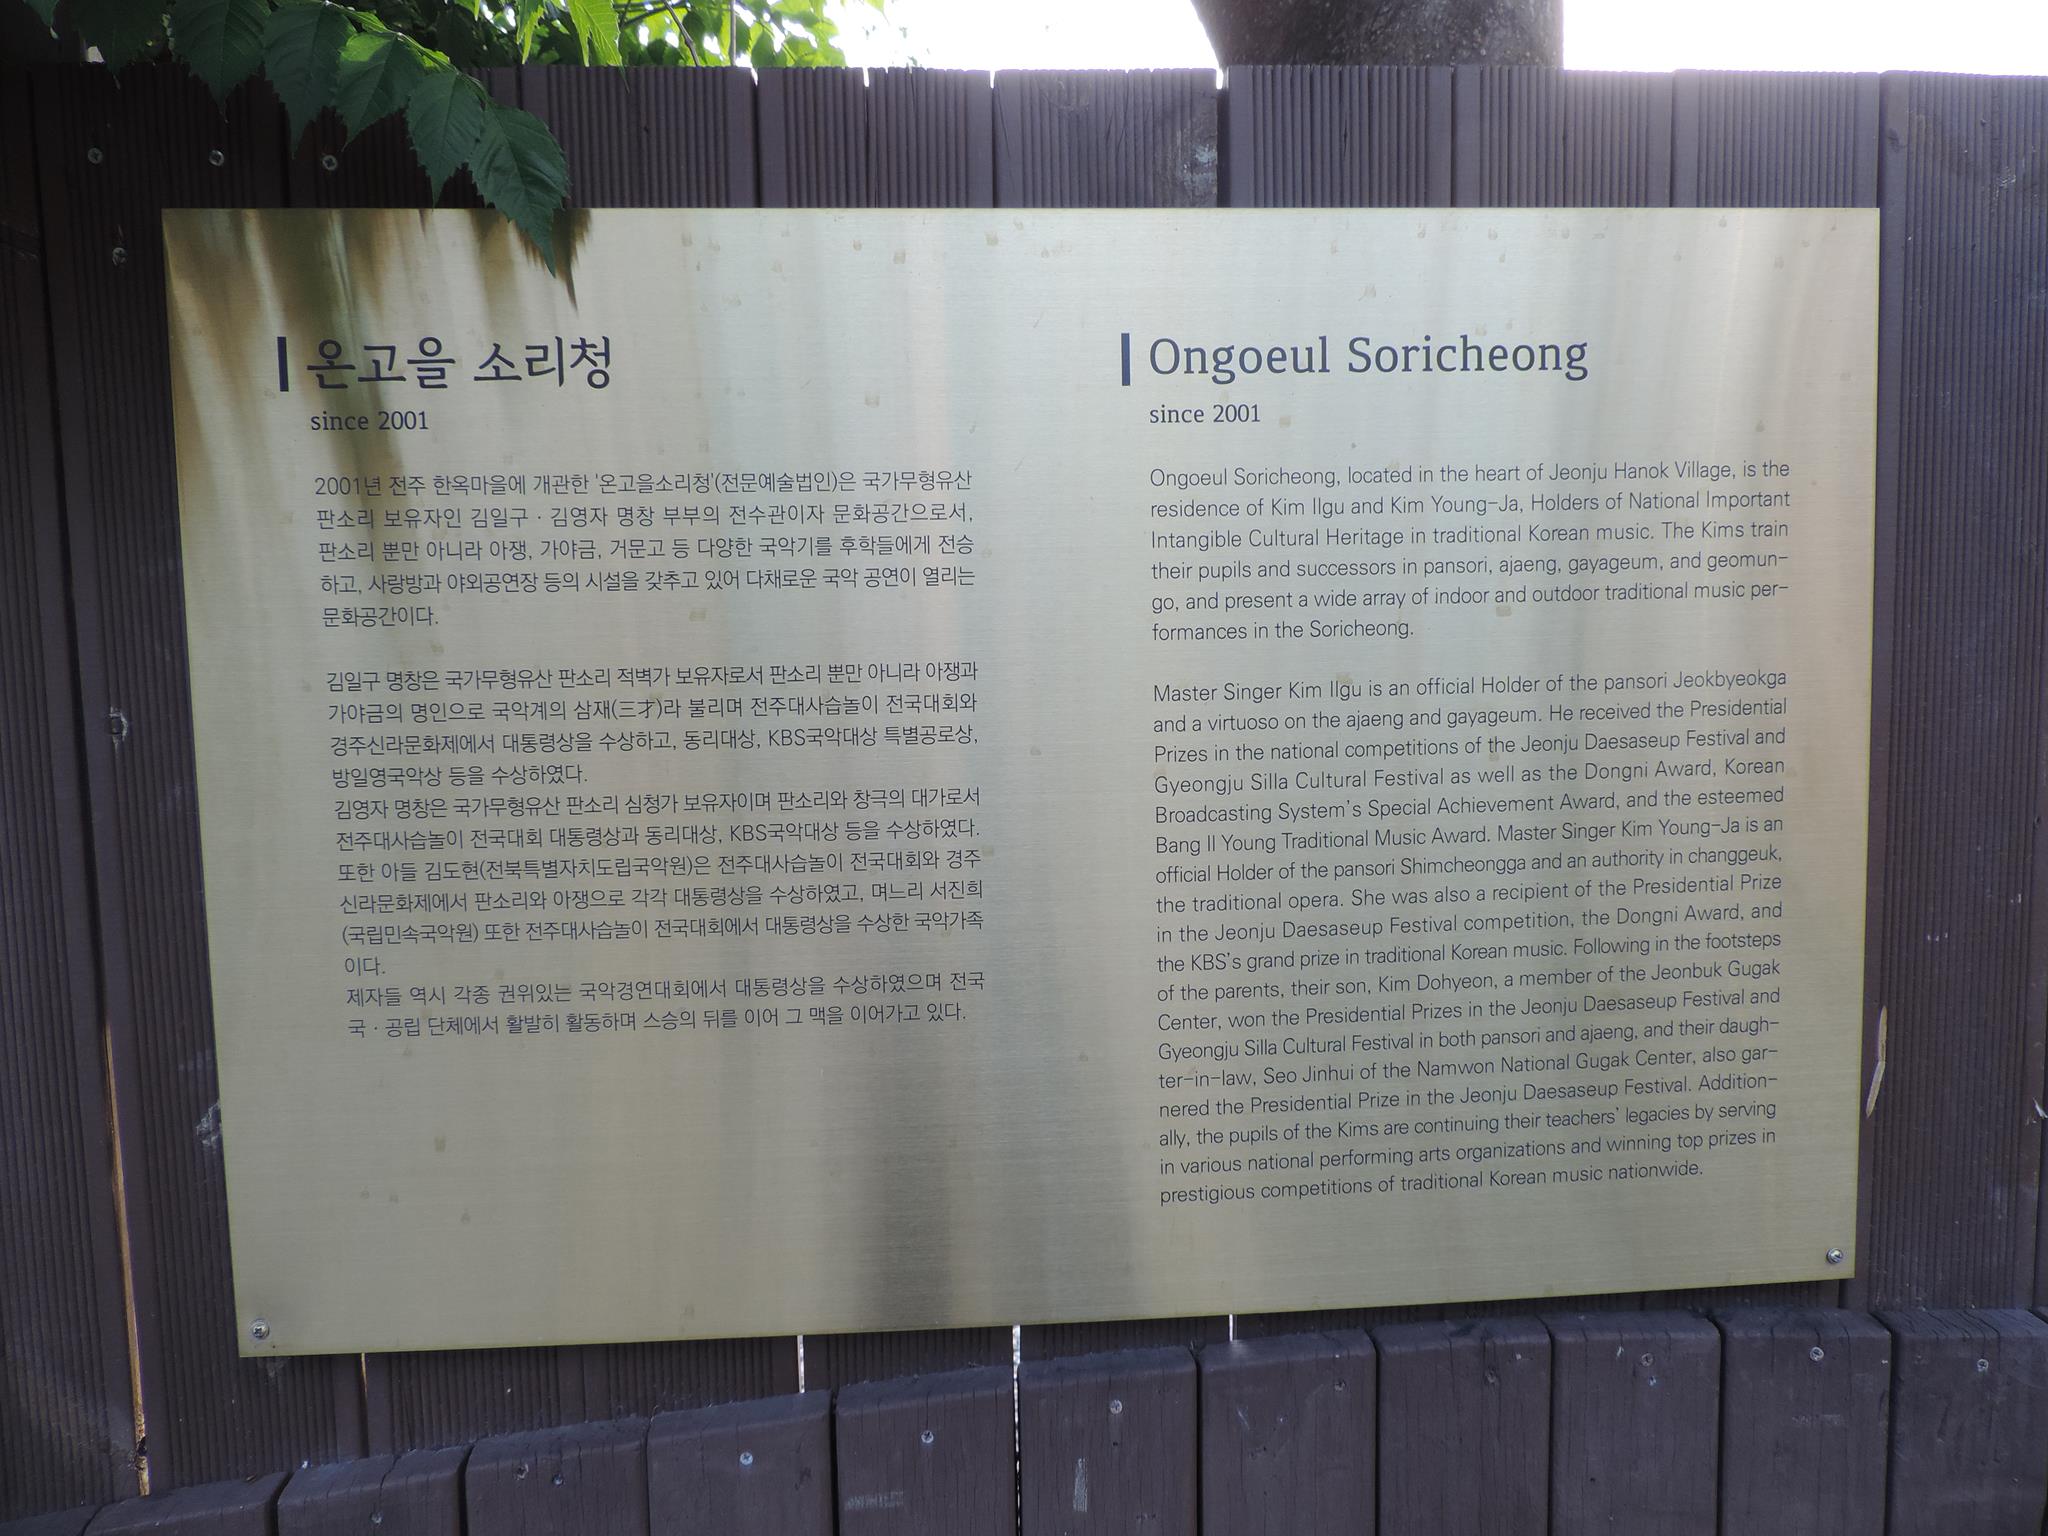 온고을 소리청
since 2001
2001년 전주 한옥마을에 개관한 '온고을소리청'(전문예술법인)은 국가무형유산
판소리 보유자인 김일구 · 김영자 명창 부부의 전수관이자 문화공간으로서,
판소리 뿐만 아니라 아쟁, 가야금, 거문고 등 다양한 국악기를 후학들에게 전승
하고, 사랑방과 야외공연장 등의 시설을 갖추고 있어 다채로운 국악 공연이 열리는
문화공간이다.
김일구 명창은 국가무형유산 판소리 적벽가 보유자로서 판소리 뿐만 아니라 아쟁과
가야금의 명인으로 국악계의 삼재(三才)라 불리며 전주대사습놀이 전국대회와
경주신라문화제에서 대통령상을 수상하고, 동리대상, KBS국악대상 특별공로상,
방일영국악상 등을 수상하였다.
김영자 명창은 국가무형유산 판소리 심청가 보유자이며 판소리와 창극의 대가로서
전주대사습놀이 전국대회 대통령상과 동리대상, KBS국악대상 등을 수상하였다.
또한 아들 김도현(전북특별자치도립국악원)은 전주대사습놀이 전국대회와 경주
신라문화제에서 판소리와 아쟁으로 각각 대통령상을 수상하였고, 며느리 서진희
(국립민속국악원) 또한 전주대사습놀이 전국대회에서 대통령상을 수상한 국악가족
이다.
제자들 역시 각종 권위있는 국악경연대회에서 대통령상을 수상하였으며 전국
국 · 공립 단체에서 활발히 활동하며 스승의 뒤를 이어 그 맥을 이어가고 있다.
Ongoeul Soricheong
since 2001
Ongoeul Soricheong, located in the heart of Jeonju Hanok Village, is the
residence of Kim Ilgu and Kim Young-Ja, Holders of National Important
Intangible Cultural Heritage in traditional Korean music. The Kims train
their pupils and successors in pansori, ajaeng, gayageum, and geomun-
go, and present a wide array of indoor and outdoor traditional music per-
formances in the Soricheong.
Master Singer Kim Ilgu is an official Holder of the pansori Jeokbyeokga
and a virtuoso on the ajaeng and gayageum. He received the Presidential
Prizes in the national competitions of the Jeonju Daesaseup Festival and
Gyeongju Silla Cultural Festival as well as the Dongni Award, Korean
Broadcasting System's Special Achievement Award, and the esteemed
Bang Il Young Traditional Music Award. Master Singer Kim Young-Ja is an
official Holder of the pansori Shimcheongga and an authority in changgeuk,
the traditional opera. She was also a recipient of the Presidential Prize
in the Jeonju Daesaseup Festival competition, the Dongni Award, and
the KBS's grand prize in traditional Korean music. Following in the footsteps
of the parents, their son, Kim Dohyeon, a member of the Jeonbuk Gugak
Center, won the Presidential Prizes in the Jeonju Daesaseup Festival and
Gyeongju Silla Cultural Festival in both pansori and ajaeng, and their daugh-
ter-in-law, Seo Jinhui of the Namwon National Gugak Center, also gar-
nered the Presidential Prize in the Jeonju Daesaseup Festival. Addition-
ally, the pupils of the Kims are continuing their teachers' legacies by serving
in various national performing arts organizations and winning top prizes in
prestigious competitions of traditional Korean music nationwide.